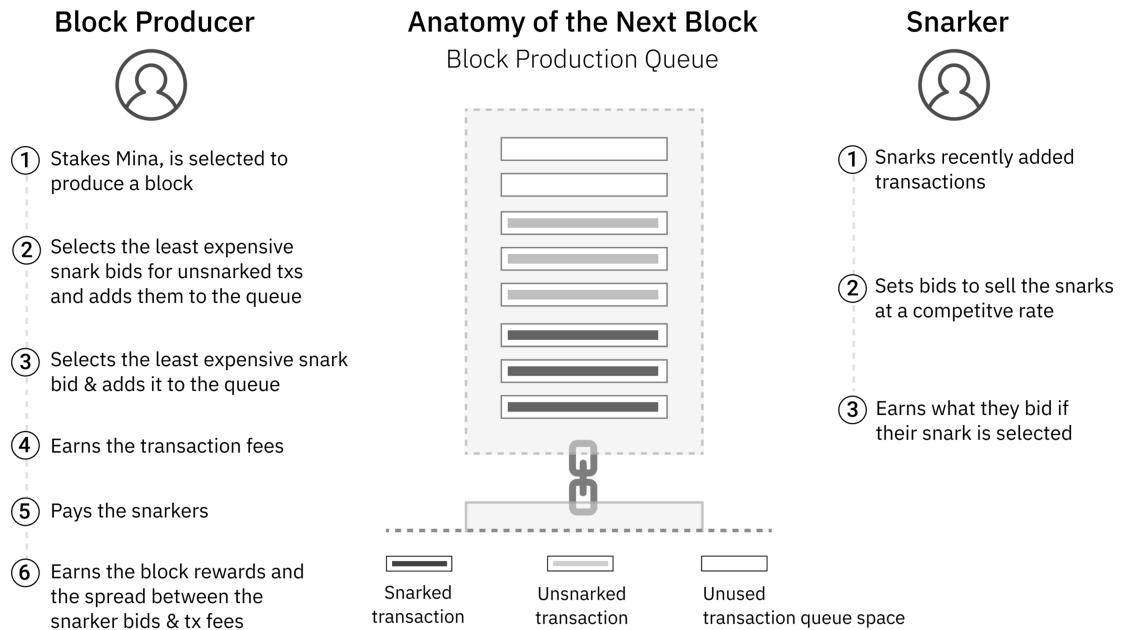 Block Producer
1
Stakes Mina, is selected to
produce a block
2
Selects the least expensive
snark bids for unsnarked txs
and adds them to the queue
3
Selects the least expensive snark
bid & adds it to the queue
4
Earns the transaction fees
5
Pays the snarkers
6
Earns the block rewards and
the spread between the
snarker bids & tx fees
Anatomy of the Next Block
Block Production Queue
Snarked
transaction
Unsnarked
transaction
Unused
transaction queue space
Snarker
1
Snarks recently added
transactions
2
Sets bids to sell the snarks
at a competitve rate
3
Earns what they bid if
their snark is selected